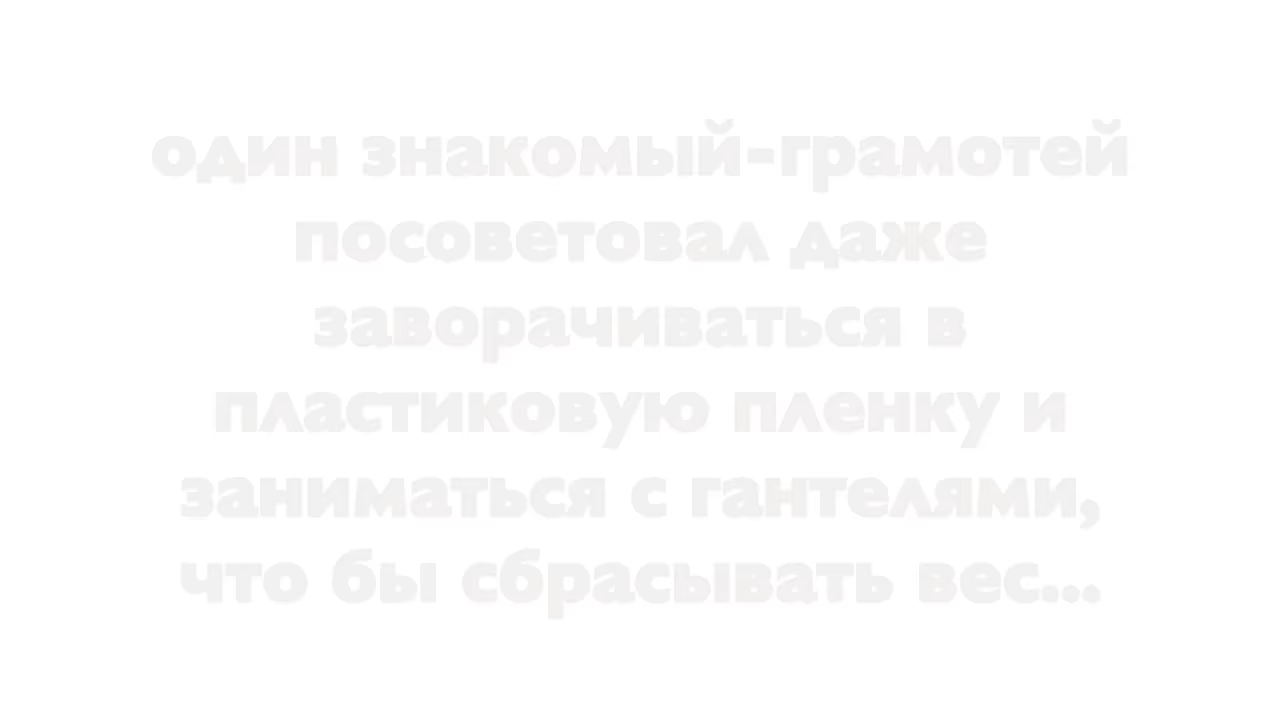 один знакомый-грамотей
посоветовал даже
заворачиваться в
пластиковую пленку и
заниматься с гантелями,
что бы сбрасывать вес...